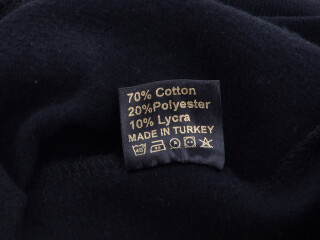 70% Cotton
20%Polyester
10% Lycra
MADE IN TURKEY